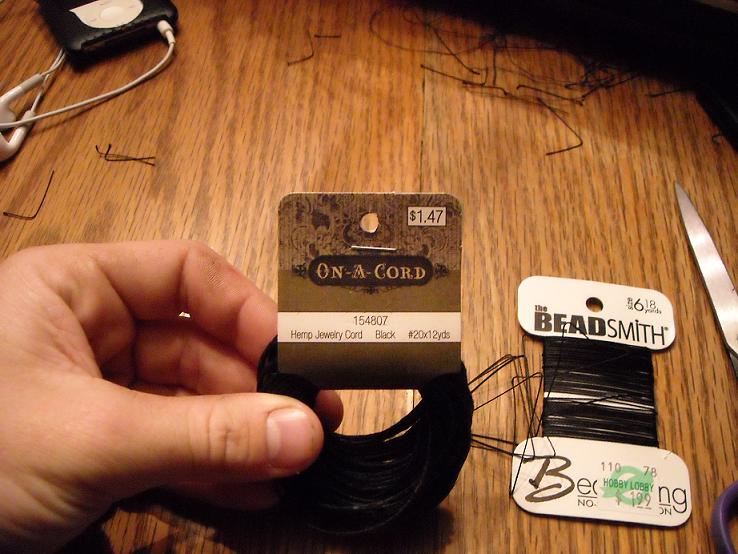 $1.47
ON-A-CORD
154807
Hemp Jewelry Cord Black #20x12yds
the
BEADSMITH®
6 18
yards
110 78
HOBBY LOBBY
1 99